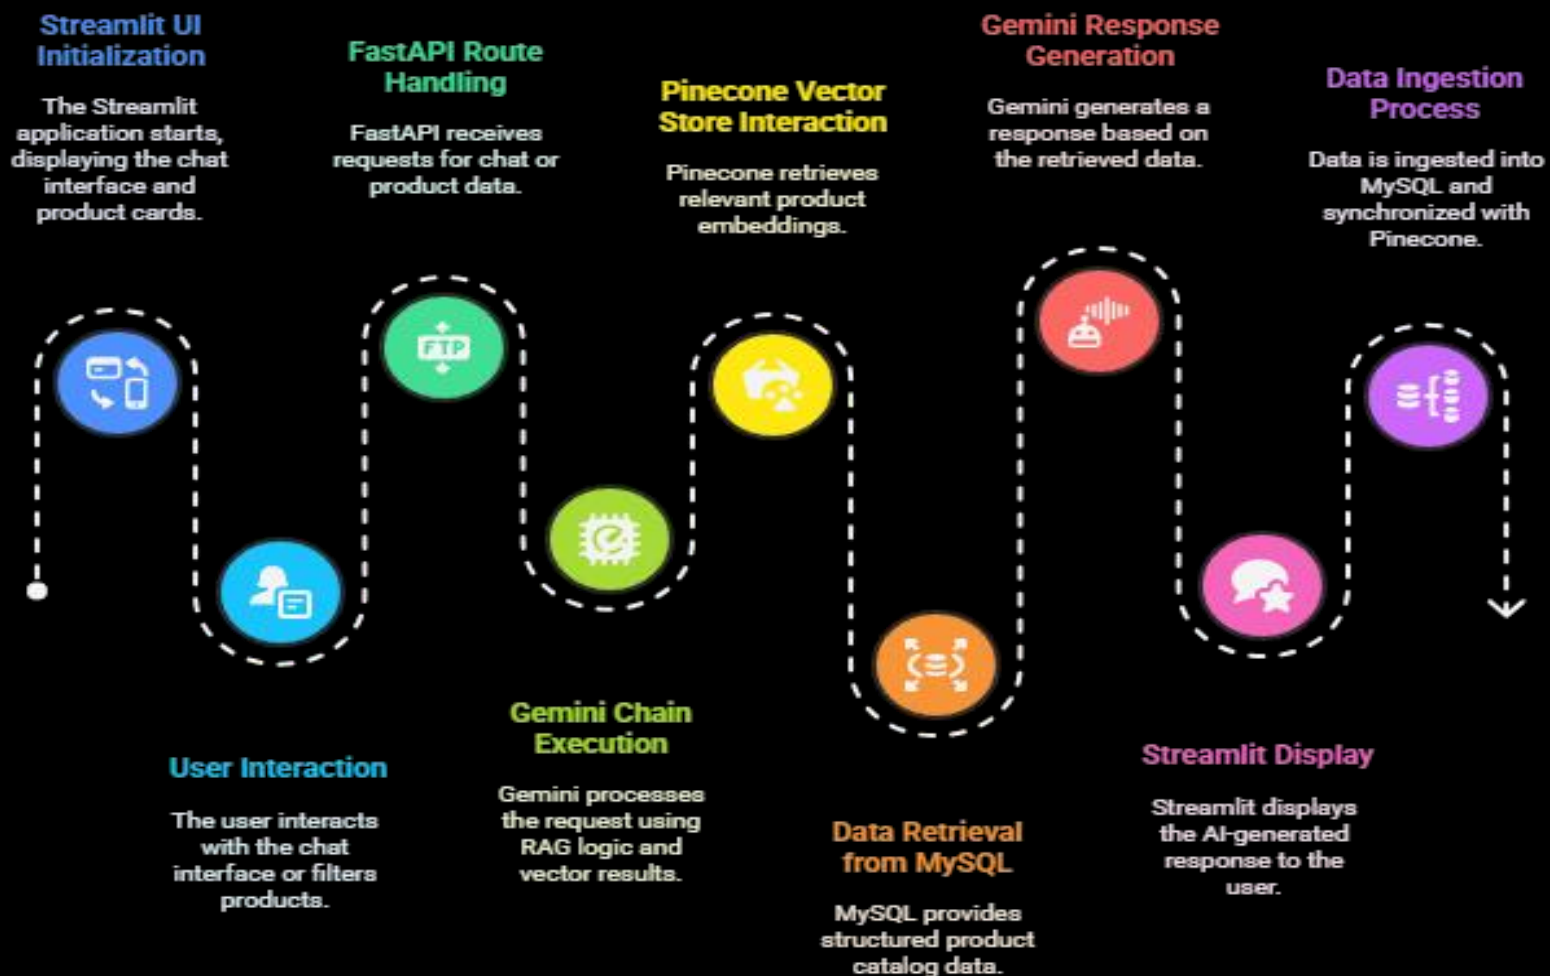 Streamlit UI
Initialization
The Streamlit
application starts,
displaying the chat
interface and
product cards.
User Interaction
The user interacts
with the chat
interface or filters
products.
FastAPI Route
Handling
FastAPI receives
requests for chat or
product data.
FTP
Gemini Chain
Execution
Gemini processes
the request using
RAG logic and
vector results.
Pinecone Vector
Store Interaction
Pinecone retrieves
relevant product
embeddings.
Data Retrieval
from MySQL
MySQL provides
structured product
catalog data.
Gemini Response
Generation
Gemini generates a
response based on
the retrieved data.
Streamlit Display
Streamlit displays
the AI-generated
response to the
user.
Data Ingestion
Process
Data is ingested into
MySQL and
synchronized with
Pinecone.